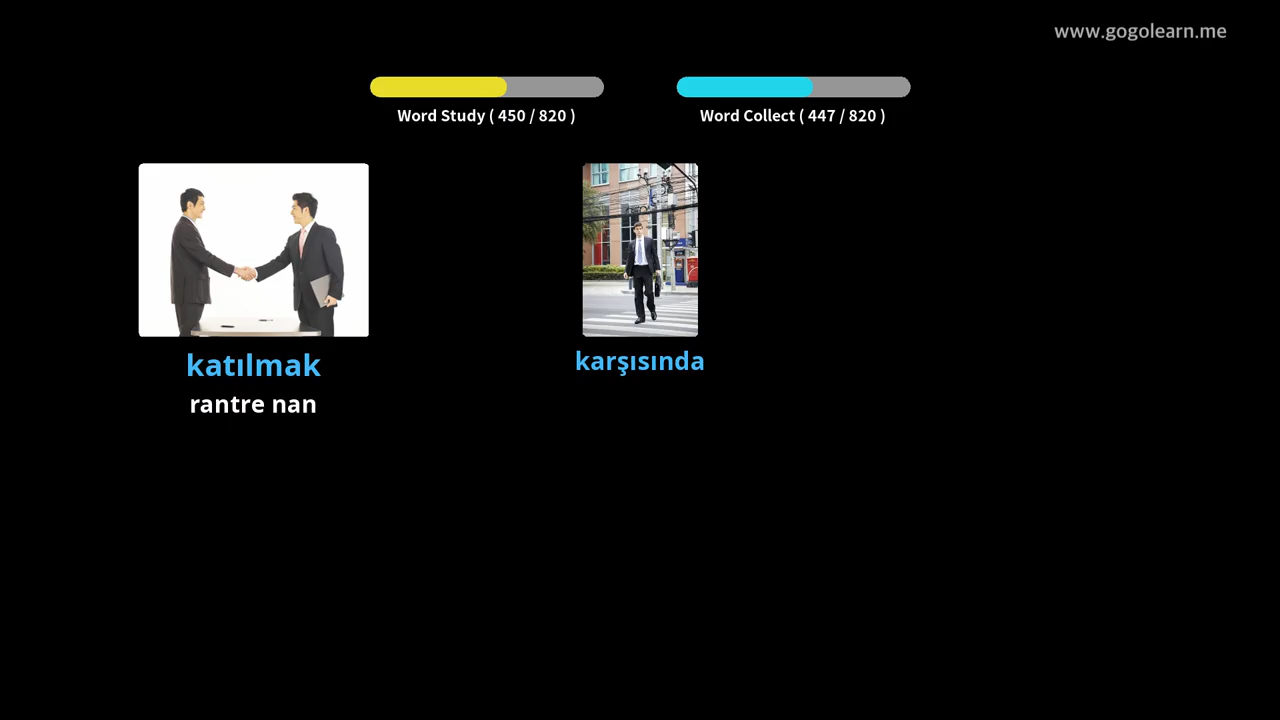 www.gogolearn.me
Word Study ( 450 / 820 )
Word Collect ( 447 / 820 )
katılmak
rantre nan
karşısında